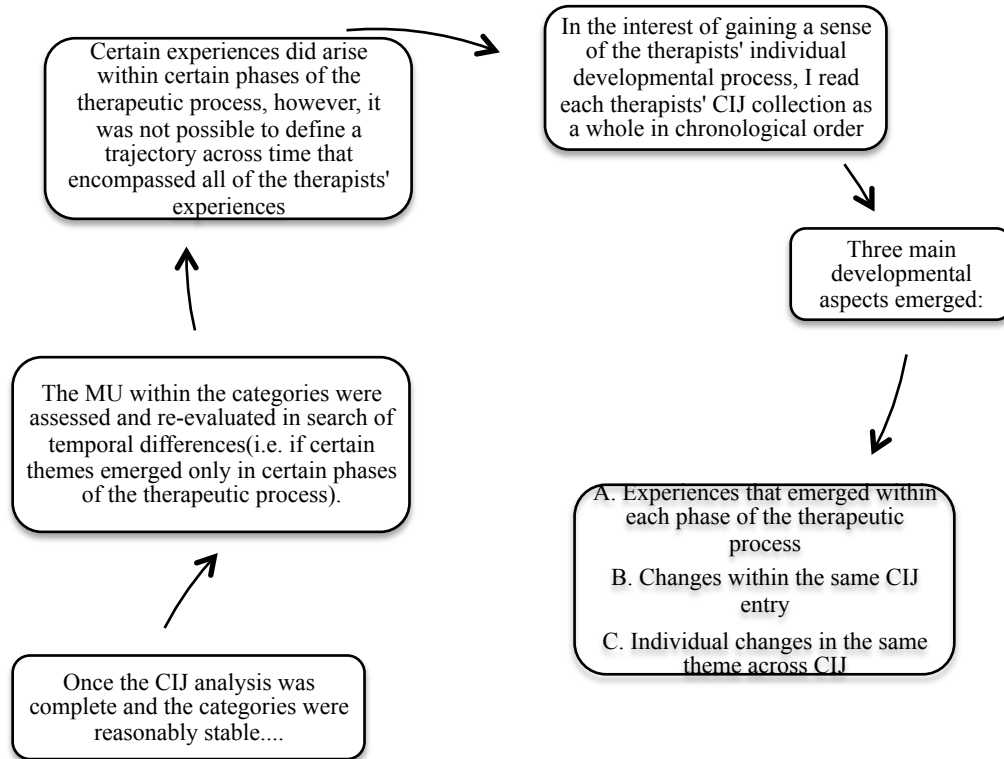 Once the CIJ analysis was
complete and the categories were
reasonably stable....
The MU within the categories were
assessed and re-evaluated in search of
temporal differences(i.e. if certain
themes emerged only in certain phases
of the therapeutic process).
Certain experiences did arise
within certain phases of the
therapeutic process, however, it
was not possible to define a
trajectory across time that
encompassed all of the therapists'
experiences
In the interest of gaining a sense
of the therapists' individual
developmental process, I read
each therapists' CIJ collection as
a whole in chronological order
Three main
developmental
aspects emerged:
A. Experiences that emerged within
each phase of the therapeutic
process
B. Changes within the same CIJ
entry
C. Individual changes in the same
theme across CIJ